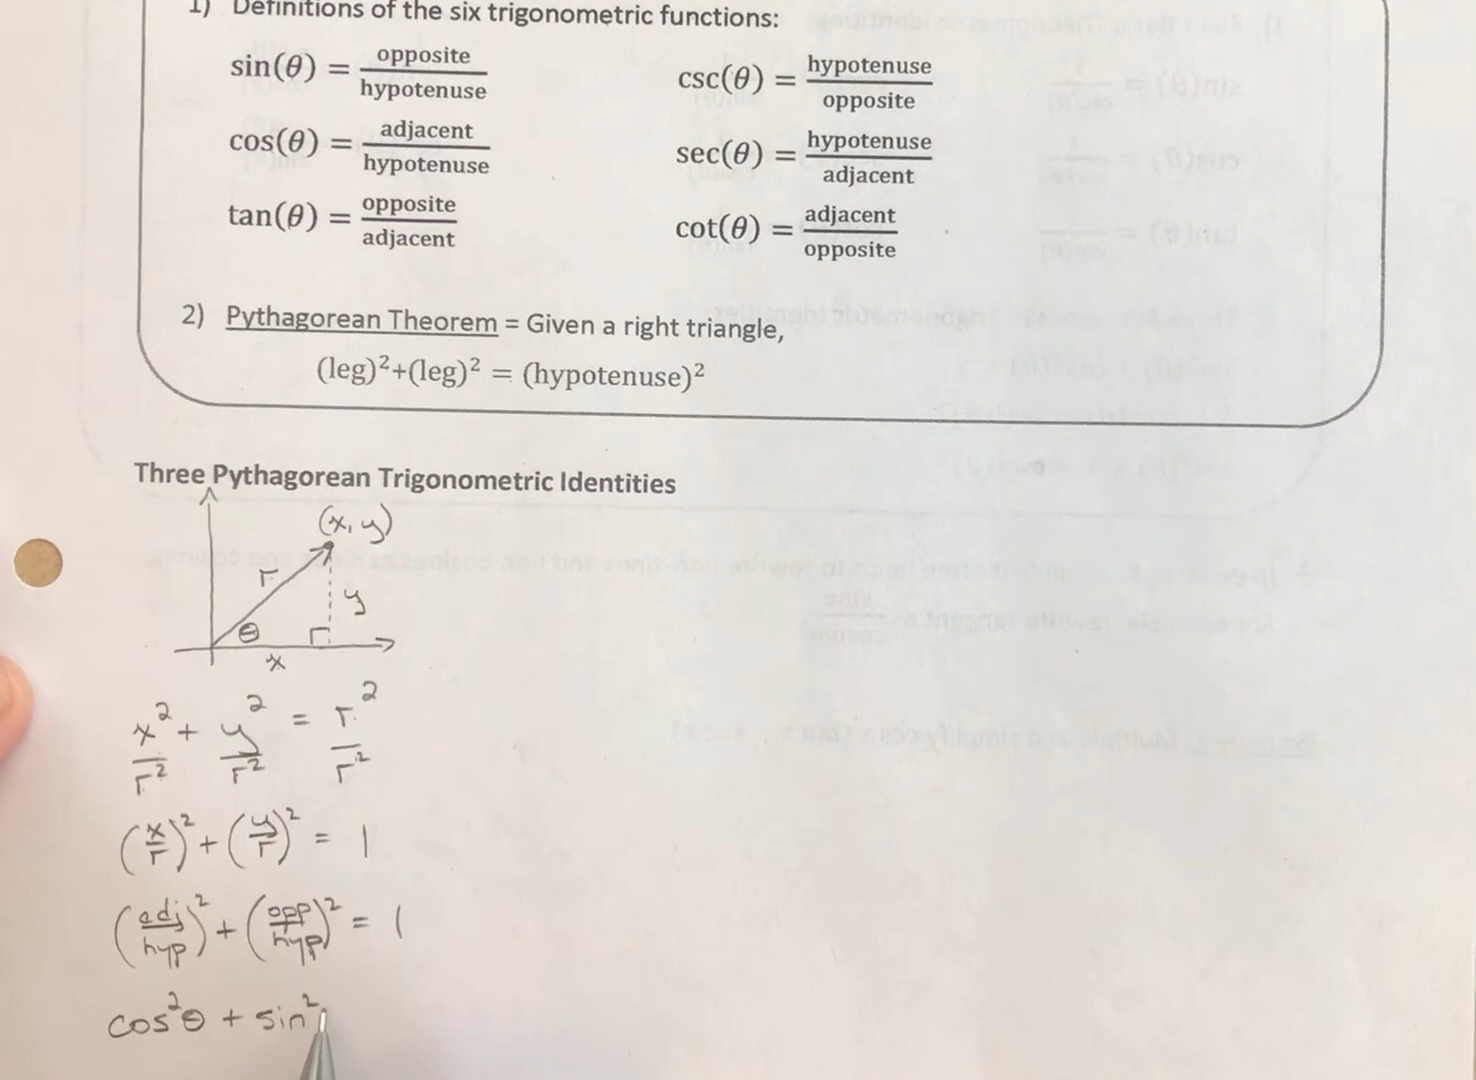 1) Definitions of the six trigonometric functions:
sin(θ) = opposite/hypotenuse csc(θ) = hypotenuse/opposite
cos(θ) = adjacent/hypotenuse sec(θ) = hypotenuse/adjacent
tan(θ) = opposite/adjacent cot(θ) = adjacent/opposite
2) Pythagorean Theorem = Given a right triangle,
(leg)²+(leg)² = (hypotenuse)²
Three Pythagorean Trigonometric Identities
(x, y)
r
y
θ
x
x²/r² + y²/r² = r²/r²
(x/r)² + (y/r)² = 1
(adj/hyp)² + (opp/hyp)² = 1
cos²θ + sin²